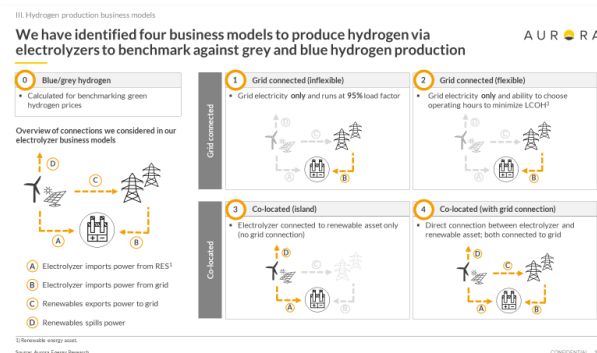 III. Hydrogen production business models
We have identified four business models to produce hydrogen via
electrolyzers to benchmark against grey and blue hydrogen production
AURORA
0 Blue/grey hydrogen
• Calculated for benchmarking green
hydrogen prices
Overview of connections we considered in our
electrolyzer business models
D
C
A
B
A Electrolyzer imports power from RES1
B Electrolyzer imports power from grid
C Renewables exports power to grid
D Renewables spills power
Grid connected
1 Grid connected (inflexible)
• Grid electricity only and runs at 95% load factor
D
C
A
B
2 Grid connected (flexible)
• Grid electricity only and ability to choose
operating hours to minimize LCOH
D
C
A
B
Co-located
3 Co-located (island)
• Electrolyzer connected to renewable asset only
(no grid connection)
D
C
A
B
4 Co-located (with grid connection)
• Direct connection between electrolyzer and
renewable asset; both connected to grid
D
C
A
B
1) Renewable energy asset.
Source: Aurora Energy Research
CONFIDENTIAL